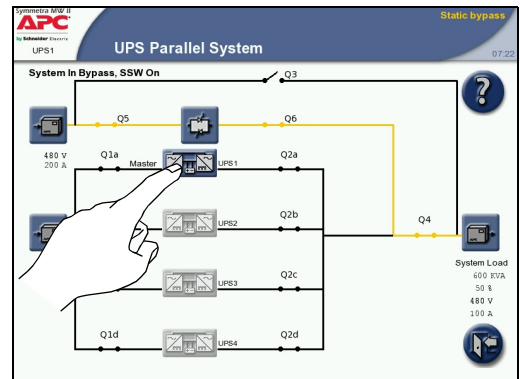 Symmetra MW II
APC
by Schneider Electric
UPS1
UPS Parallel System
Static bypass
07:22
System In Bypass, SSW On
Q3
?
Q5
Q6
480 V
200 A
Q1a
Master
UPS1
Q2a
UPS2
Q2b
Q4
System Load
600 KVA
50 %
480 V
100 A
UPS3
Q2c
Q1d
UPS4
Q2d